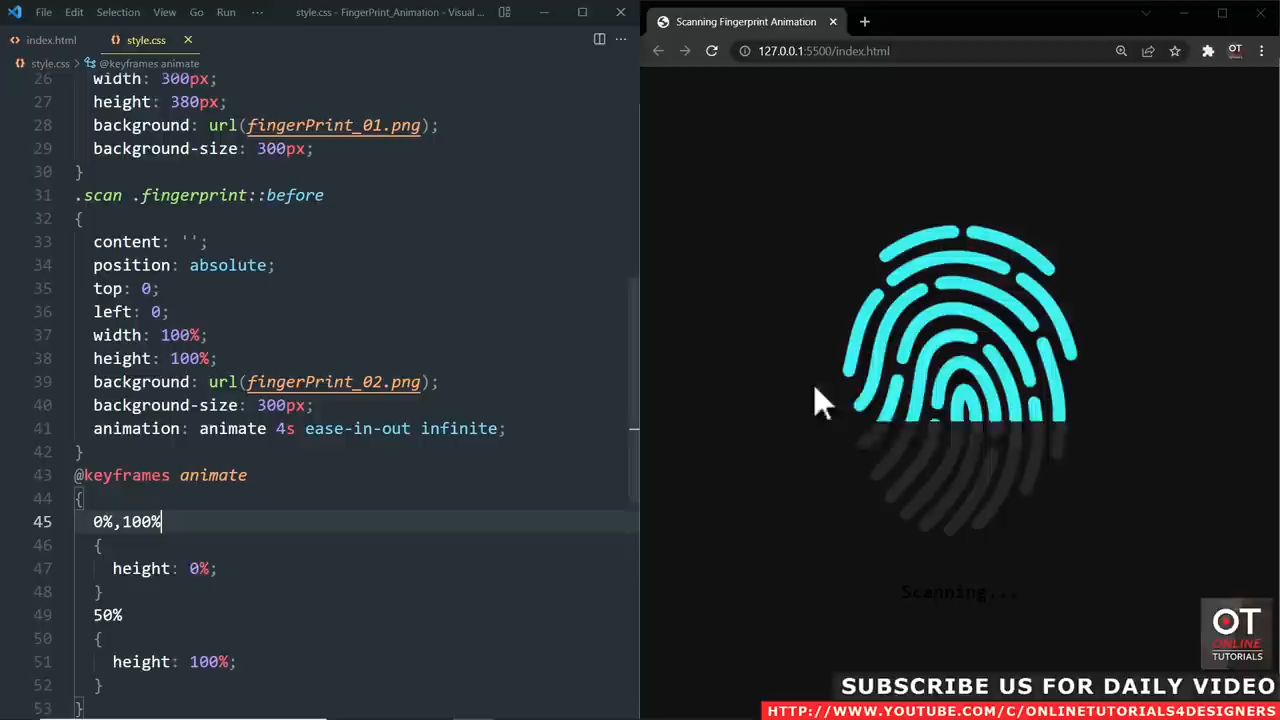 File Edit Selection View Go Run ··· style.css - FingerPrint_Animation - Visual ...
index.html style.css
style.css > @keyframes animate
26 width: 300px;
27 height: 380px;
28 background: url(fingerPrint_01.png);
29 background-size: 300px;
30 }
31 .scan .fingerprint::before
32 {
33 content: '';
34 position: absolute;
35 top: 0;
36 left: 0;
37 width: 100%;
38 height: 100%;
39 background: url(fingerPrint_02.png);
40 background-size: 300px;
41 animation: animate 4s ease-in-out infinite;
42 }
43 @keyframes animate
44 {
45 0%,100%
46 {
47 height: 0%;
48 }
49 50%
50 {
51 height: 100%;
52 }
53 }
Scanning Fingerprint Animation
127.0.0.1:5500/index.html
OT
Scanning...
OT
ONLINE
TUTORIALS
SUBSCRIBE US FOR DAILY VIDEO
HTTP://WWW.YOUTUBE.COM/C/ONLINETUTORIALS4DESIGNERS